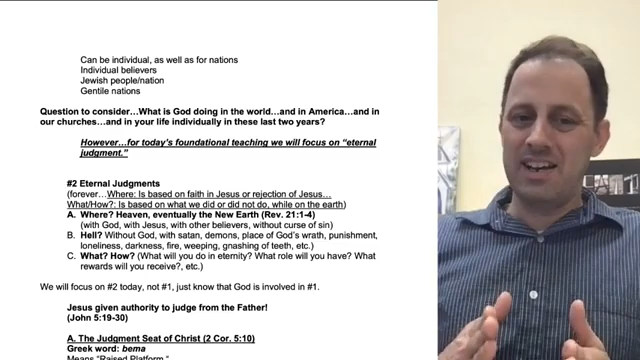 Can be individual, as well as for nations
Individual believers
Jewish people/nation
Gentile nations
Question to consider…What is God doing in the world…and in America…and in
our churches…and in your life individually in these last two years?
However…for today's foundational teaching we will focus on "eternal
judgment."
#2 Eternal Judgments
(forever…Where: Is based on faith in Jesus or rejection of Jesus…
What/How?: Is based on what we did or did not do, while on the earth)
A. Where? Heaven, eventually the New Earth (Rev. 21:1-4)
(with God, with Jesus, with other believers, without curse of sin)
B. Hell? Without God, with satan, demons, place of God's wrath, punishment,
loneliness, darkness, fire, weeping, gnashing of teeth, etc.)
C. What? How? (What will you do in eternity? What role will you have? What
rewards will you receive?, etc.)
We will focus on #2 today, not #1, just know that God is involved in #1.
Jesus given authority to judge from the Father!
(John 5:19-30)
A. The Judgment Seat of Christ (2 Cor. 5:10)
Greek word: bema
Means "Raised Platform."